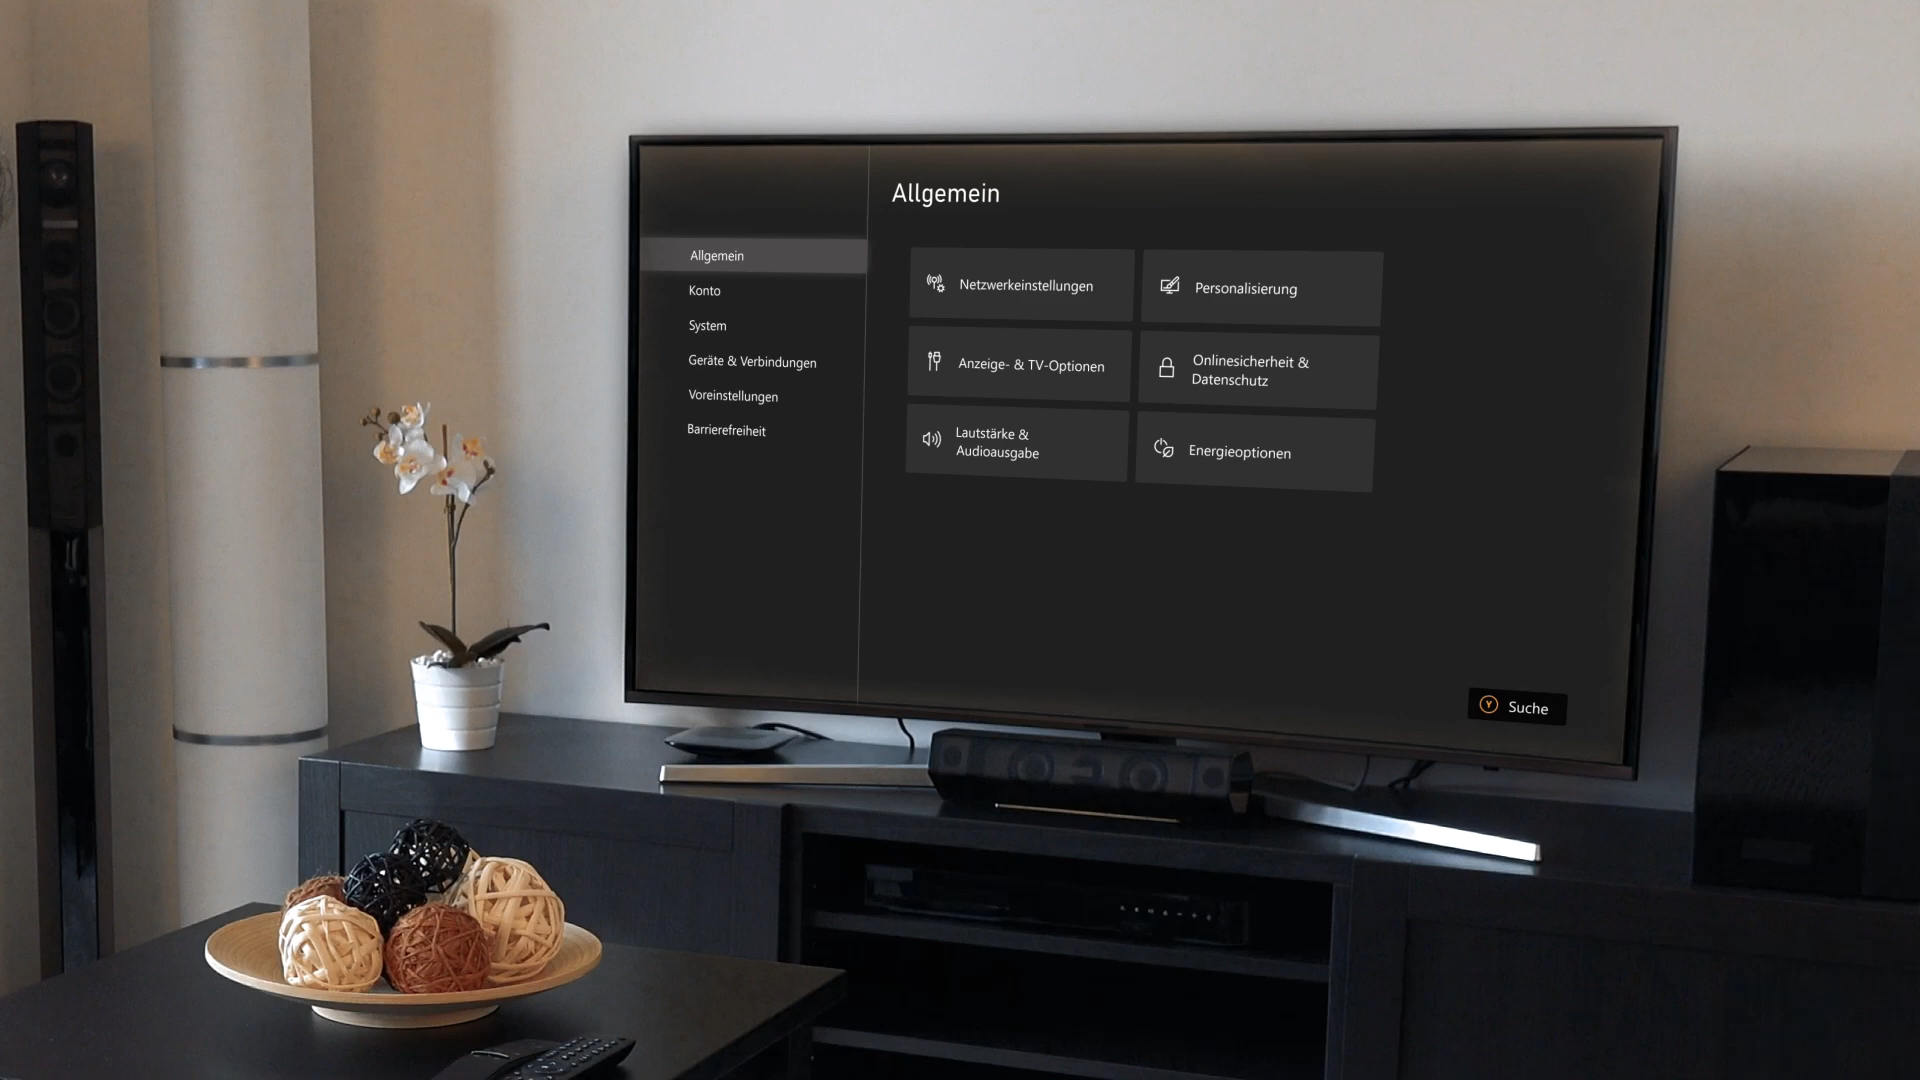 Allgemein
Allgemein
Konto
System
Geräte & Verbindungen
Voreinstellungen
Barrierefreiheit
Netzwerkeinstellungen
Personalisierung
Anzeige- & TV-Optionen
Onlinesicherheit &
Datenschutz
Lautstärke &
Audioausgabe
Energieoptionen
Y Suche